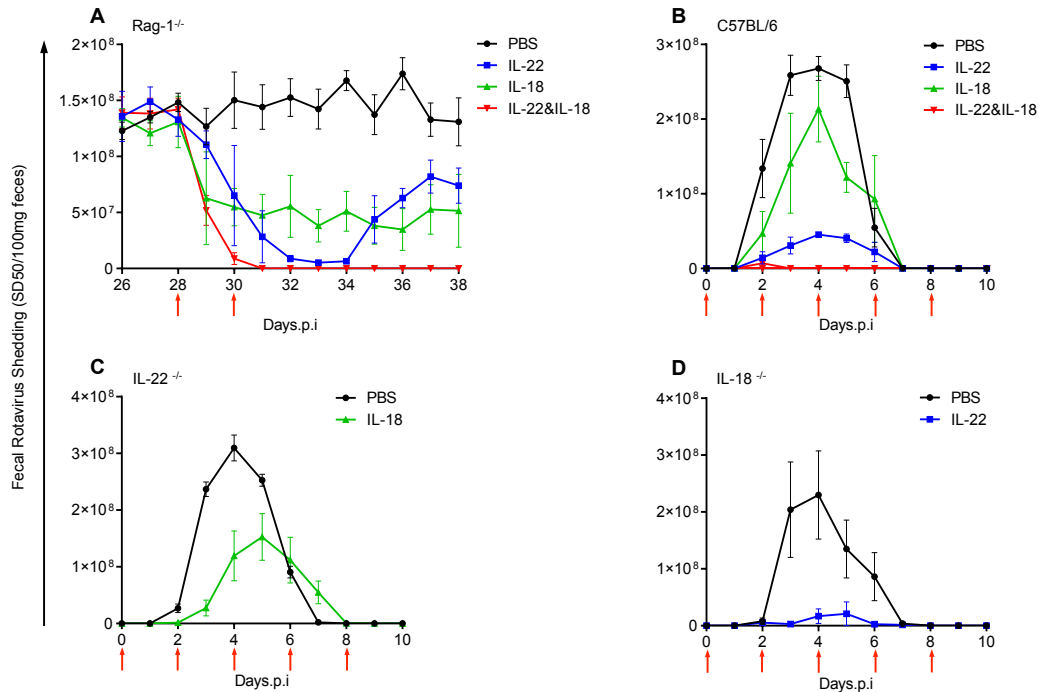 Fecal Rotavirus Shedding (SD50/100mg feces)
A
Rag-1-/-
2×10⁸
1.5×10⁸
1×10⁸
5×10⁷
0
26 28 30 32 34 36 38
Days.p.i
PBS
IL-22
IL-18
IL-22&IL-18
B
C57BL/6
3×10⁸
2×10⁸
1×10⁸
0
0 2 4 6 8 10
Days.p.i
PBS
IL-22
IL-18
IL-22&IL-18
C
IL-22 -/-
4×10⁸
3×10⁸
2×10⁸
1×10⁸
0
0 2 4 6 8 10
Days.p.i
PBS
IL-18
D
IL-18 -/-
4×10⁸
3×10⁸
2×10⁸
1×10⁸
0
0 2 4 6 8 10
Days.p.i
PBS
IL-22